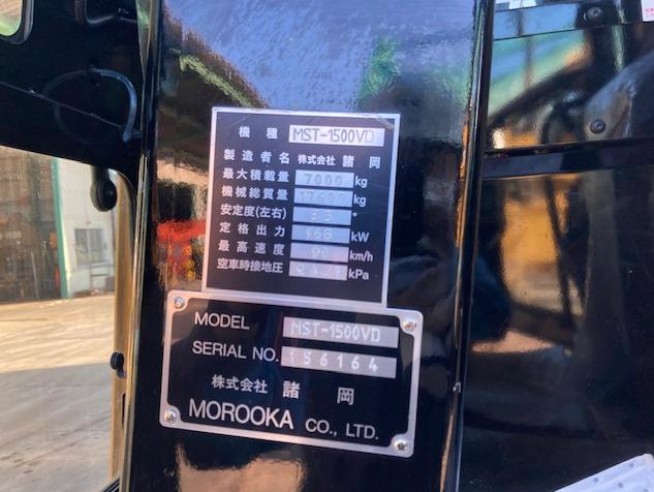 機種 MST-1500VD
製造者名 株式会社 諸岡
最大積載量 7000 kg
機械総質量 kg
安定度(左右) °
定格出力 168 kW
最高速度 km/h
空車時接地圧 kPa
MODEL MST-1500VD
SERIAL NO. 156164
株式会社 諸岡
MOROOKA CO., LTD.